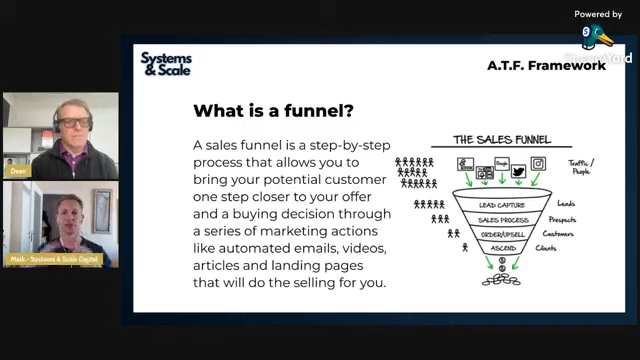 Powered by
StreamYard
Systems
& Scale
A.T.F. Framework
What is a funnel?
A sales funnel is a step-by-step
process that allows you to
bring your potential customer
one step closer to your offer
and a buying decision through
a series of marketing actions
like automated emails, videos,
articles and landing pages
that will do the selling for you.
THE SALES FUNNEL
Google
Traffic /
People
LEAD CAPTURE
Leads
SALES PROCESS
Prospects
ORDER/UPSELL
Customers
ASCEND
Clients
Dean
Mark - Systems & Scale Digital